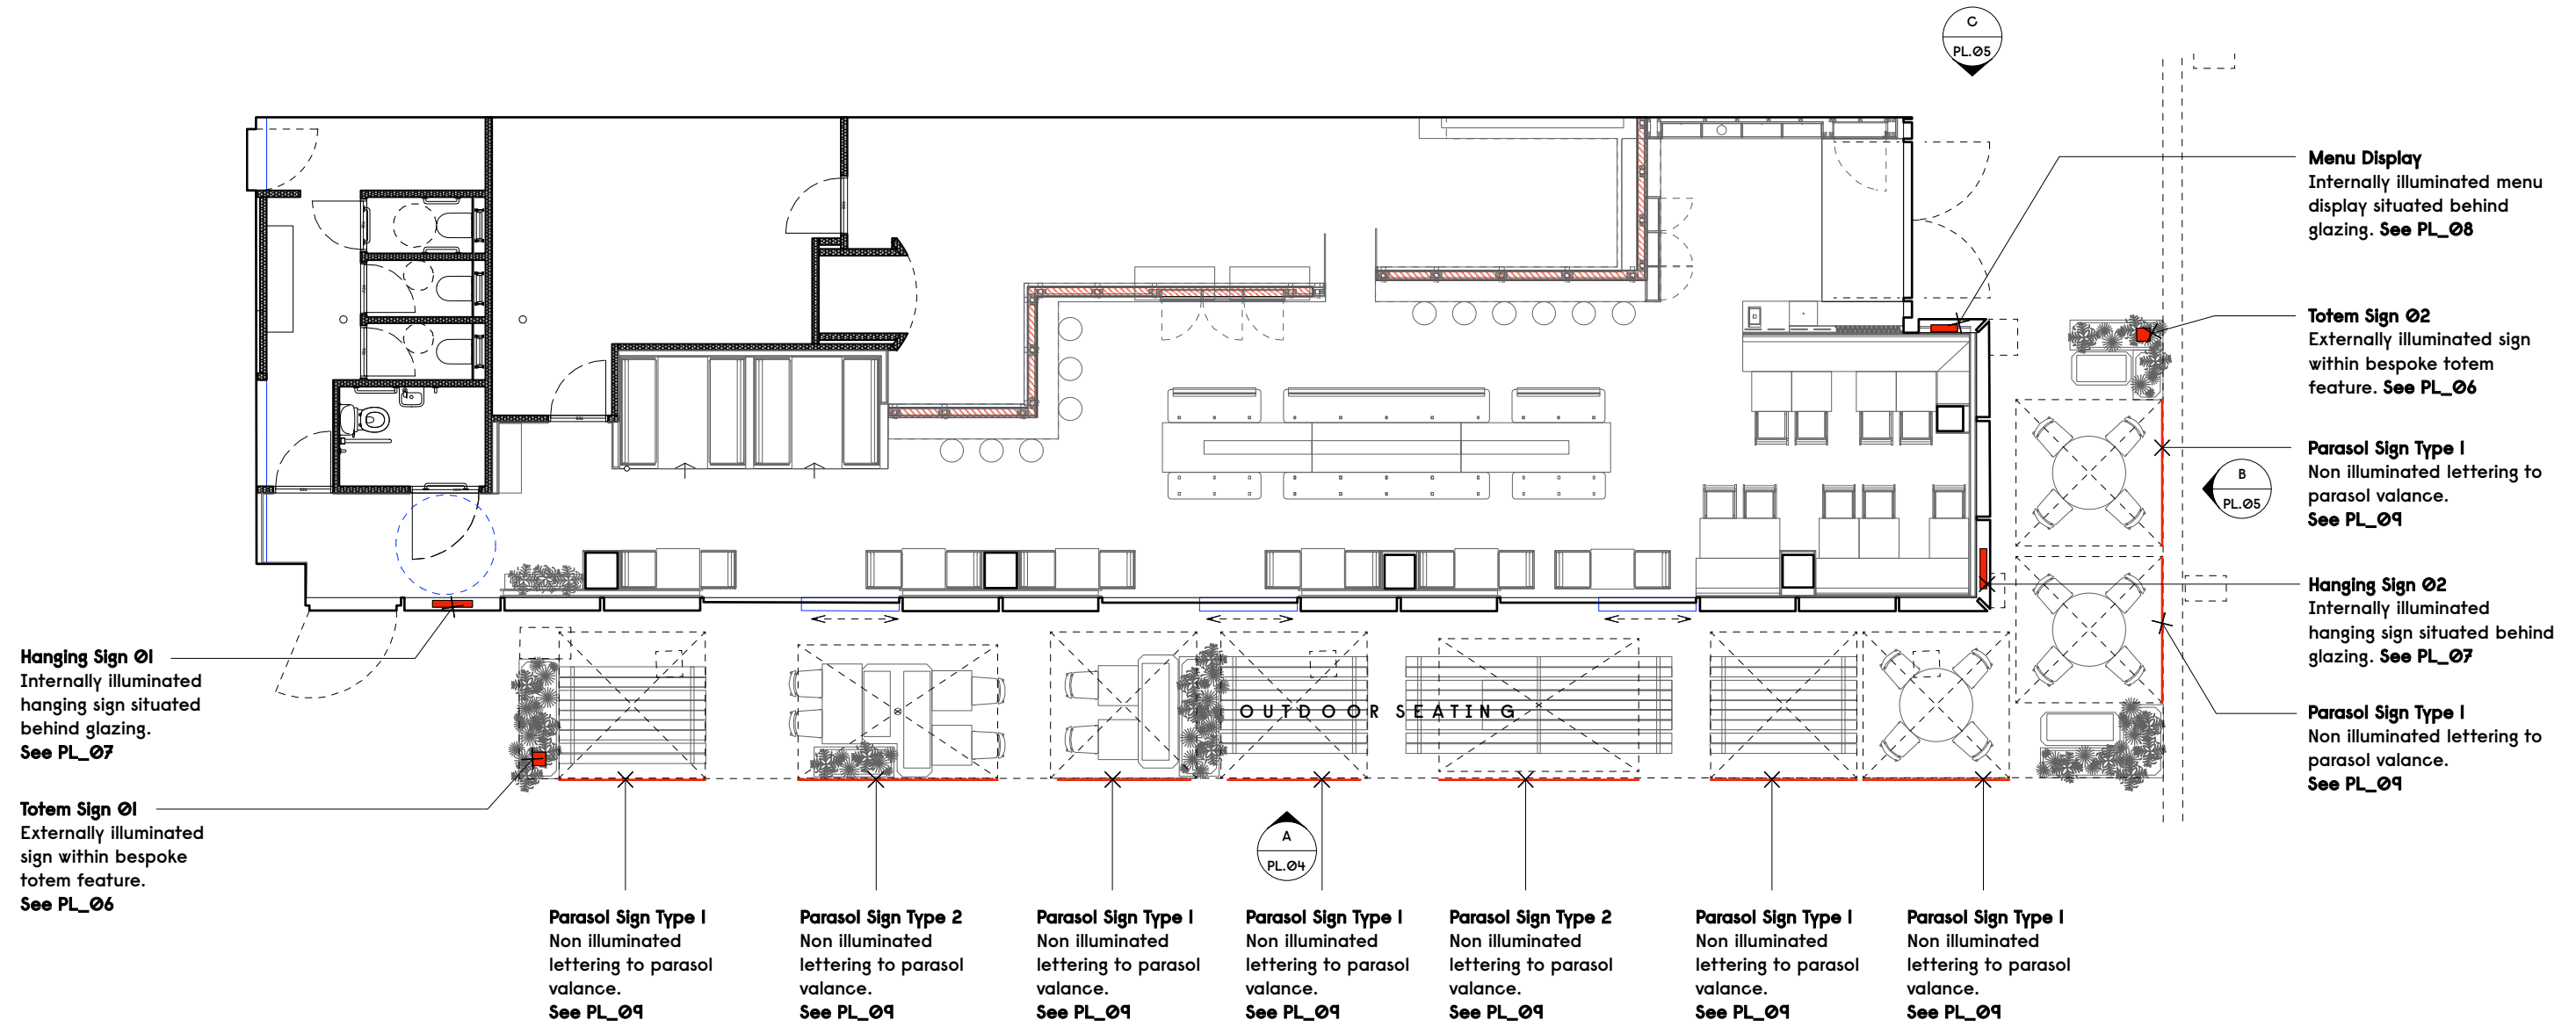 C
PL.05
Menu Display
Internally illuminated menu
display situated behind
glazing. See PL_08
Totem Sign 02
Externally illuminated sign
within bespoke totem
feature. See PL_06
Parasol Sign Type 1
Non illuminated lettering to
parasol valance.
See PL_09
B
PL.05
Hanging Sign 02
Internally illuminated
hanging sign situated behind
glazing. See PL_07
Parasol Sign Type 1
Non illuminated lettering to
parasol valance.
See PL_09
Hanging Sign 01
Internally illuminated
hanging sign situated
behind glazing.
See PL_07
Totem Sign 01
Externally illuminated
sign within bespoke
totem feature.
See PL_06
OUTDOOR SEATING
A
PL.04
Parasol Sign Type 1
Non illuminated
lettering to parasol
valance.
See PL_09
Parasol Sign Type 2
Non illuminated
lettering to parasol
valance.
See PL_09
Parasol Sign Type 1
Non illuminated
lettering to parasol
valance.
See PL_09
Parasol Sign Type 1
Non illuminated
lettering to parasol
valance.
See PL_09
Parasol Sign Type 2
Non illuminated
lettering to parasol
valance.
See PL_09
Parasol Sign Type 1
Non illuminated
lettering to parasol
valance.
See PL_09
Parasol Sign Type 1
Non illuminated
lettering to parasol
valance.
See PL_09